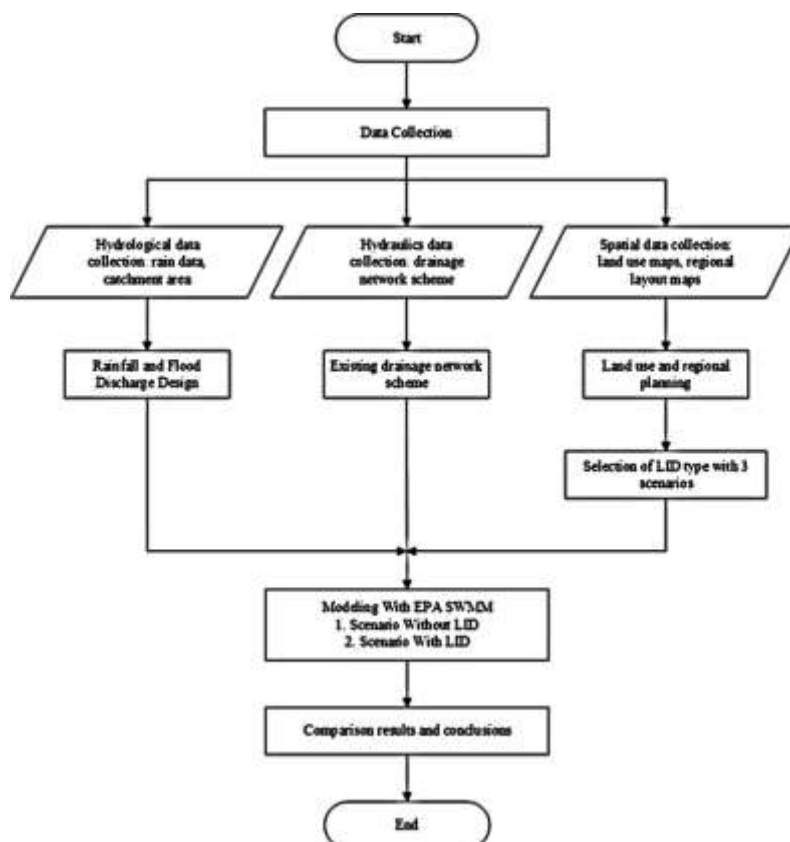 Start
Data Collection
Hydrological data
collection: rain data,
catchment area
Hydraulics data
collection: drainage
network scheme
Spatial data collection:
land use maps, regional
layout maps
Rainfall and Flood
Discharge Design
Existing drainage network
scheme
Land use and regional
planning
Selection of LID type with 3
scenarios
Modeling With EPA SWMM
1. Scenario Without LID
2. Scenario With LID
Comparison results and conclusions
End